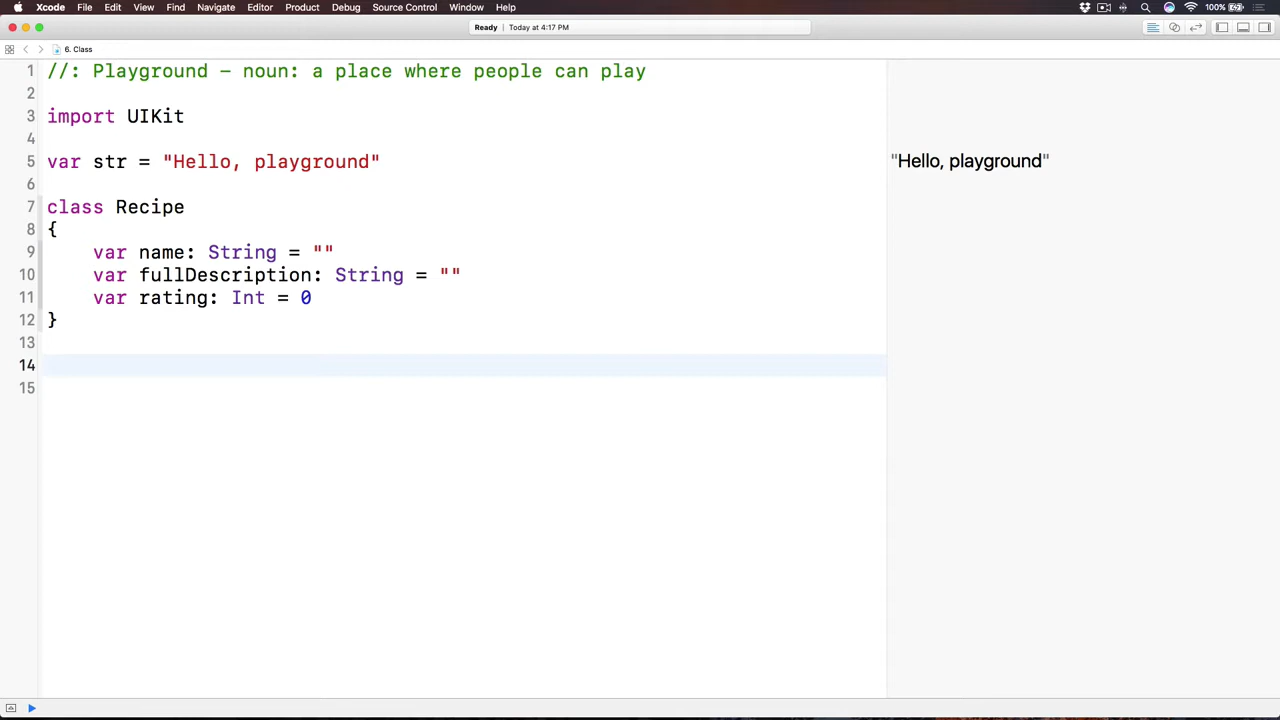 Xcode File Edit View Find Navigate Editor Product Debug Source Control Window Help 100%
Ready | Today at 4:17 PM
6. Class
1 //: Playground – noun: a place where people can play
2
3 import UIKit
4
5 var str = "Hello, playground" "Hello, playground"
6
7 class Recipe
8 {
9 var name: String = ""
10 var fullDescription: String = ""
11 var rating: Int = 0
12 }
13
14
15